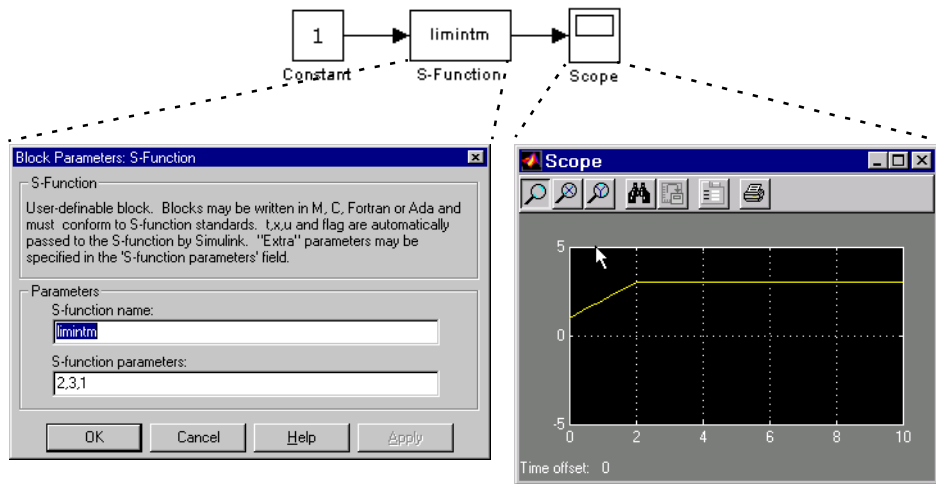 1
limintm
Constant
S-Function
Scope
Block Parameters: S-Function
S-Function
User-definable block. Blocks may be written in M, C, Fortran or Ada and
must conform to S-function standards. t,x,u and flag are automatically
passed to the S-function by Simulink. "Extra" parameters may be
specified in the 'S-function parameters' field.
Parameters
S-function name:
limintm
S-function parameters:
2,3,1
OK
Cancel
Help
Apply
Scope
5
0
-5
0
2
4
6
8
10
Time offset: 0